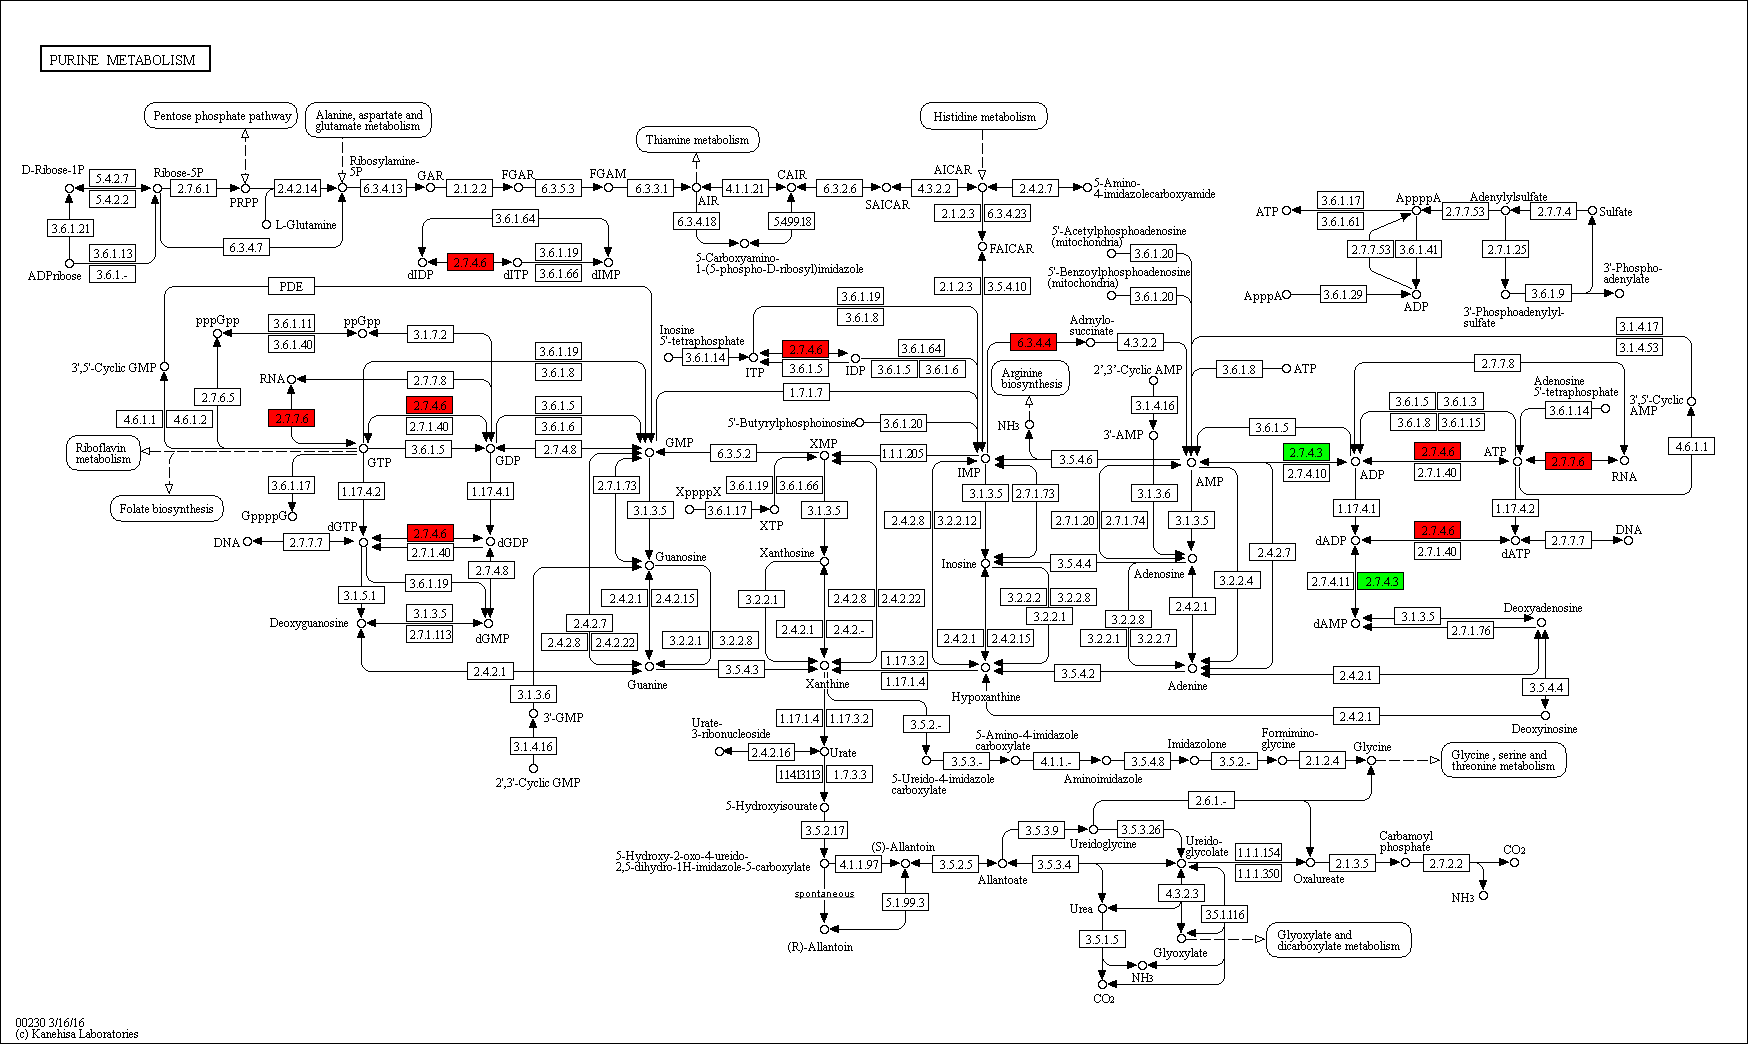 PURINE METABOLISM
Pentose phosphate pathway
Alanine, aspartate and
glutamate metabolism
Thiamine metabolism
Histidine metabolism
D-Ribose-1P
5.4.2.7
5.4.2.2
Ribose-5P
2.7.6.1
PRPP
2.4.2.14
Ribosylamine-
5P
6.3.4.13
GAR
2.1.2.2
FGAR
6.3.5.3
FGAM
6.3.3.1
AIR
4.1.1.21
CAIR
6.3.2.6
SAICAR
4.3.2.2
AICAR
2.4.2.7
5-Amino-
4-imidazolecarboxyamide
L-Glutamine
3.6.1.21
3.6.1.13
3.6.1.-
ADPribose
6.3.4.7
3.6.1.64
dIDP
2.7.4.6
dITP
3.6.1.19
3.6.1.66
dIMP
6.3.4.18
5.4.99.18
5-Carboxyamino-
1-(5-phospho-D-ribosyl)imidazole
2.1.2.3
6.3.4.23
FAICAR
2.1.2.3
3.5.4.10
5'-Acetylphosphoadenosine
(mitochondria)
3.6.1.20
5'-Benzoylphosphoadenosine
(mitochondria)
3.6.1.20
ATP
3.6.1.17
3.6.1.61
AppppA
2.7.7.53
Adenylylsulfate
2.7.7.4
Sulfate
2.7.7.53
3.6.1.41
2.7.1.25
ApppA
3.6.1.29
ADP
3.6.1.9
3'-Phospho-
adenylate
3'-Phosphoadenylyl-
sulfate
PDE
pppGpp
3.6.1.11
3.6.1.40
ppGpp
3.1.7.2
3',5'-Cyclic GMP
3.6.1.19
3.6.1.8
RNA
2.7.7.8
2.7.6.5
4.6.1.1
4.6.1.2
2.7.7.6
2.7.4.6
2.7.1.40
3.6.1.5
3.6.1.6
Inosine
5'-tetraphosphate
3.6.1.14
ITP
2.7.4.6
3.6.1.5
IDP
3.6.1.19
3.6.1.8
3.6.1.64
3.6.1.5
3.6.1.6
1.7.1.7
5'-Butyrylphosphoinosine
3.6.1.20
6.3.4.4
Admylo-
succinate
4.3.2.2
Arginine
biosynthesis
NH3
2',3'-Cyclic AMP
3.1.4.16
3'-AMP
3.6.1.8
ATP
3.1.4.17
3.1.4.53
2.7.7.8
Adenosine
5'-tetraphosphate
3.6.1.14
3',5'-Cyclic
AMP
3.6.1.5
3.6.1.3
3.6.1.8
3.6.1.15
4.6.1.1
Riboflavin
metabolism
Folate biosynthesis
GTP
3.6.1.5
GDP
2.7.4.8
GMP
6.3.5.2
XMP
1.1.1.205
IMP
3.5.4.6
AMP
3.6.1.5
2.7.4.3
2.7.4.10
ADP
2.7.4.6
2.7.1.40
ATP
2.7.7.6
RNA
3.6.1.17
GppppG
1.17.4.2
1.17.4.1
2.7.1.73
3.1.3.5
XppppX
3.6.1.17
XTP
3.6.1.19
3.6.1.66
3.1.3.5
3.1.3.5
2.7.1.73
3.1.3.6
1.17.4.1
1.17.4.2
DNA
2.7.7.7
dGTP
2.7.4.6
2.7.1.40
dGDP
2.4.2.8
3.2.2.12
2.7.1.20
2.7.1.74
3.1.3.5
dADP
2.7.4.6
2.7.1.40
dATP
2.7.7.7
DNA
3.6.1.19
2.7.4.8
3.1.5.1
Guanosine
Xanthosine
Inosine
3.5.4.4
Adenosine
2.4.2.7
3.2.2.4
2.7.4.11
2.7.4.3
Deoxyguanosine
3.1.3.5
2.7.1.113
dGMP
2.4.2.1
2.4.2.15
2.4.2.7
2.4.2.8
2.4.2.22
3.2.2.1
3.2.2.8
3.2.2.1
2.4.2.8
2.4.2.22
2.4.2.1
2.4.2.-
3.2.2.2
3.2.2.8
3.2.2.1
2.4.2.1
2.4.2.15
2.4.2.1
3.2.2.8
3.2.2.1
3.2.2.7
dAMP
3.1.3.5
2.7.1.76
Deoxyadenosine
2.4.2.1
Guanine
3.5.4.3
Xanthine
1.17.3.2
1.17.1.4
Hypoxanthine
3.5.4.2
Adenine
2.4.2.1
3.5.4.4
2.4.2.1
Deoxyinosine
3.1.3.6
3'-GMP
3.1.4.16
2',3'-Cyclic GMP
1.17.1.4
1.17.3.2
Urate-
3-ribonucleoside
2.4.2.16
Urate
1.14.13.113
1.7.3.3
3.5.2.-
5-Ureido-4-imidazole
carboxylate
3.5.3.-
5-Amino-4-imidazole
carboxylate
4.1.1.-
Aminoimidazole
3.5.4.8
Imidazolone
3.5.2.-
Formimino-
glycine
2.1.2.4
Glycine
Glycine , serine and
threonine metabolism
5-Hydroxyisourate
3.5.2.17
5-Hydroxy-2-oxo-4-ureido-
2,5-dihydro-1H-imidazole-5-carboxylate
4.1.1.97
(S)-Allantoin
3.5.2.5
Allantoate
3.5.3.9
Ureidoglycine
3.5.3.26
3.5.3.4
Ureido-
glycolate
2.6.1.-
1.1.1.154
1.1.1.350
Oxalureate
2.1.3.5
Carbamoyl
phosphate
2.7.2.2
CO2
NH3
spontaneous
5.1.99.3
(R)-Allantoin
Urea
3.5.1.5
4.3.2.3
3.5.1.116
Glyoxylate
Glyoxylate and
dicarboxylate metabolism
NH3
CO2
00230 3/16/16
(c) Kanehisa Laboratories